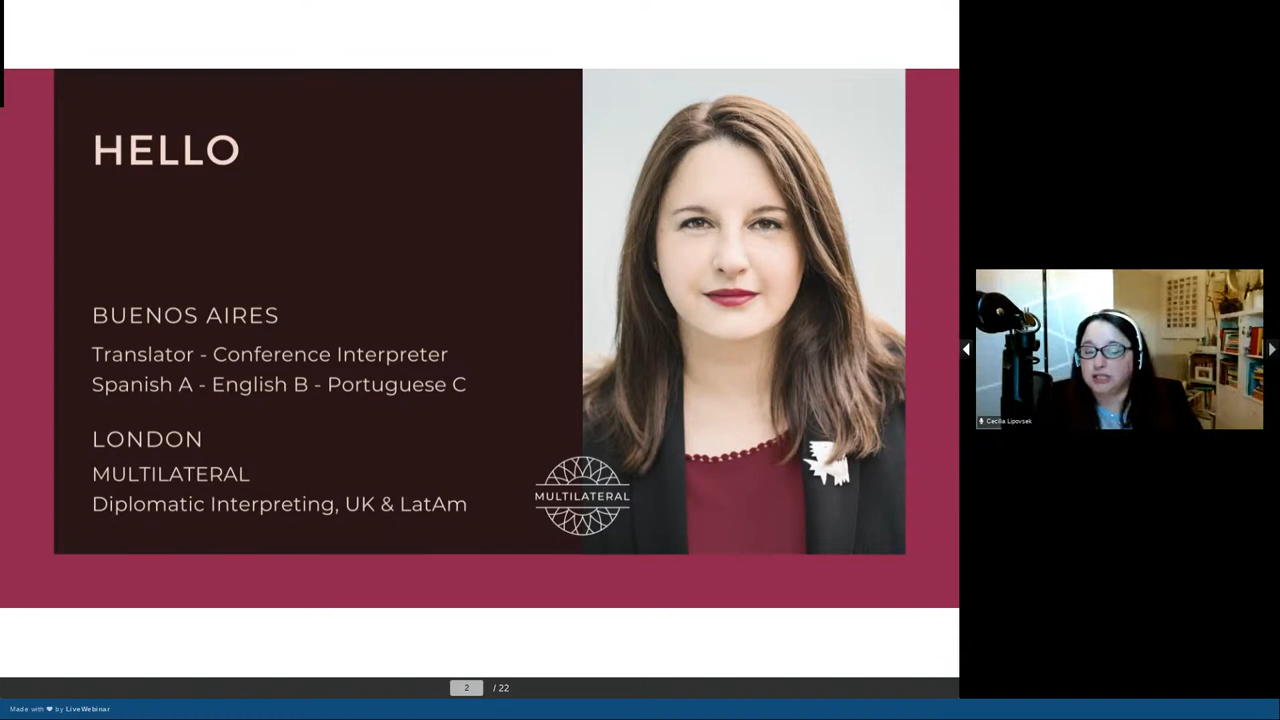 HELLO
BUENOS AIRES
Translator - Conference Interpreter
Spanish A - English B - Portuguese C
LONDON
MULTILATERAL
Diplomatic Interpreting, UK & LatAm
MULTILATERAL
Cecilia Lipovsek
2 / 22
Made with ❤ by LiveWebinar